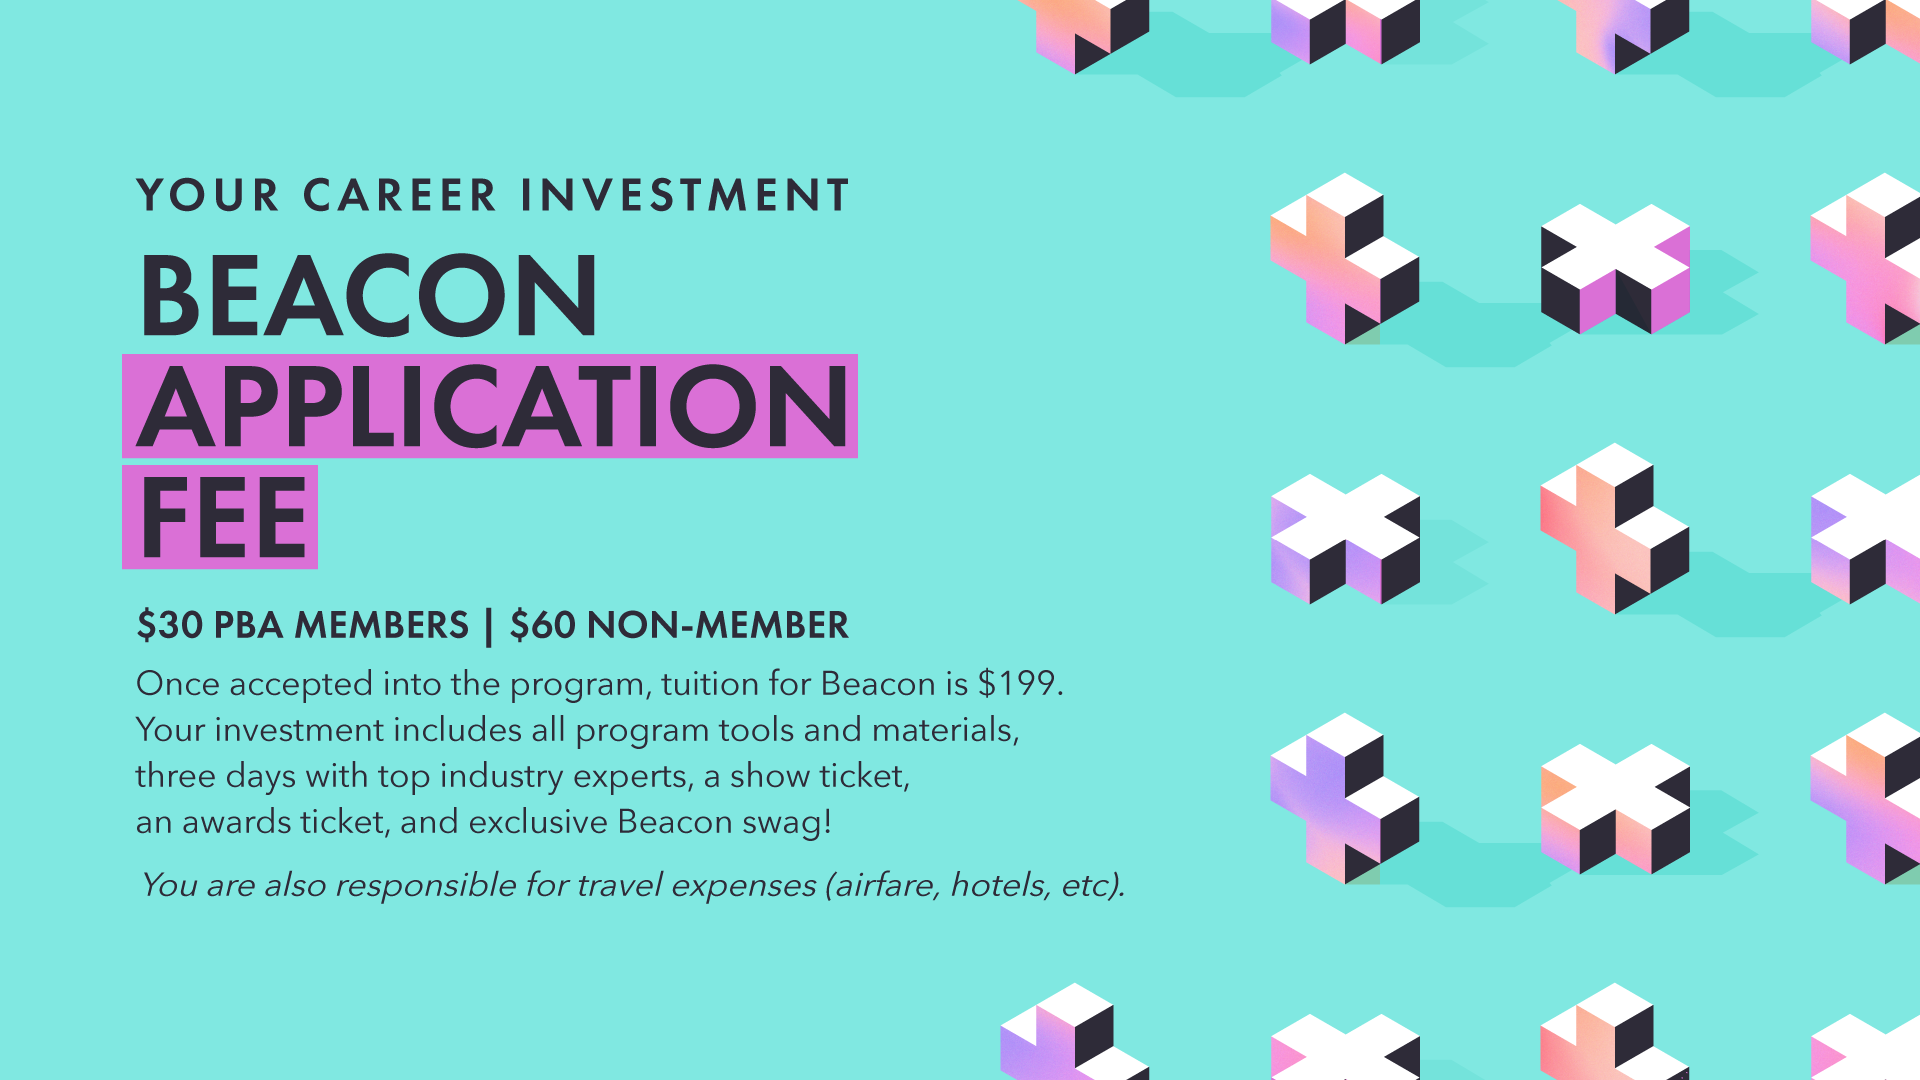 YOUR CAREER INVESTMENT
BEACON
APPLICATION
FEE
$30 PBA MEMBERS | $60 NON-MEMBER
Once accepted into the program, tuition for Beacon is $199.
Your investment includes all program tools and materials,
three days with top industry experts, a show ticket,
an awards ticket, and exclusive Beacon swag!
You are also responsible for travel expenses (airfare, hotels, etc).